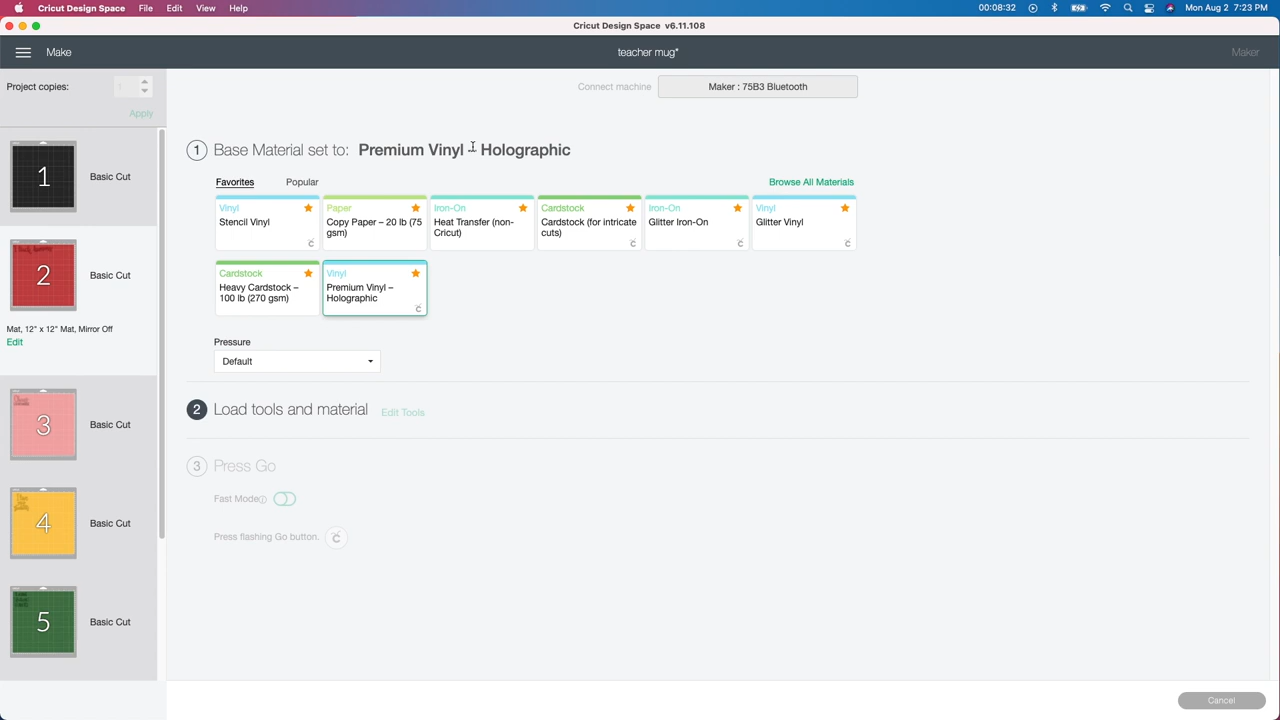 Cricut Design Space File Edit View Help 00:08:32 Mon Aug 2 7:23 PM
Cricut Design Space v6.11.108
Make teacher mug* Maker
Project copies: 1
Apply
Connect machine Maker : 75B3 Bluetooth
1 Basic Cut
2 Basic Cut
Mat, 12" x 12" Mat, Mirror Off
Edit
3 Basic Cut
4 Basic Cut
5 Basic Cut
1 Base Material set to: Premium Vinyl – Holographic
Favorites Popular Browse All Materials
Vinyl
Stencil Vinyl
Paper
Copy Paper – 20 lb (75
gsm)
Iron-On
Heat Transfer (non-
Cricut)
Cardstock
Cardstock (for intricate
cuts)
Iron-On
Glitter Iron-On
Vinyl
Glitter Vinyl
Cardstock
Heavy Cardstock –
100 lb (270 gsm)
Vinyl
Premium Vinyl –
Holographic
Pressure
Default
2 Load tools and material Edit Tools
3 Press Go
Fast Mode
Press flashing Go button.
Cancel